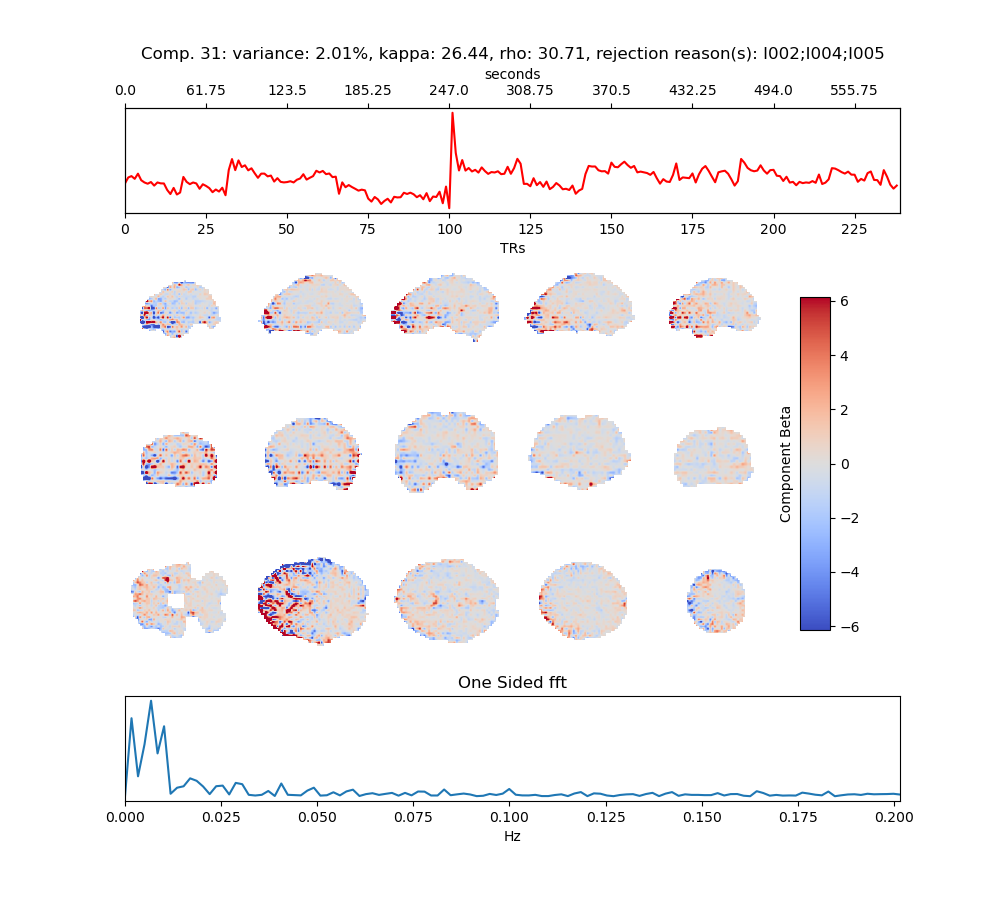 Comp. 31: variance: 2.01%, kappa: 26.44, rho: 30.71, rejection reason(s): I002;I004;I005
seconds
0.0 61.75 123.5 185.25 247.0 308.75 370.5 432.25 494.0 555.75
0 25 50 75 100 125 150 175 200 225
TRs
6
4
2
0
−2
−4
−6
Component Beta
One Sided fft
0.000 0.025 0.050 0.075 0.100 0.125 0.150 0.175 0.200
Hz